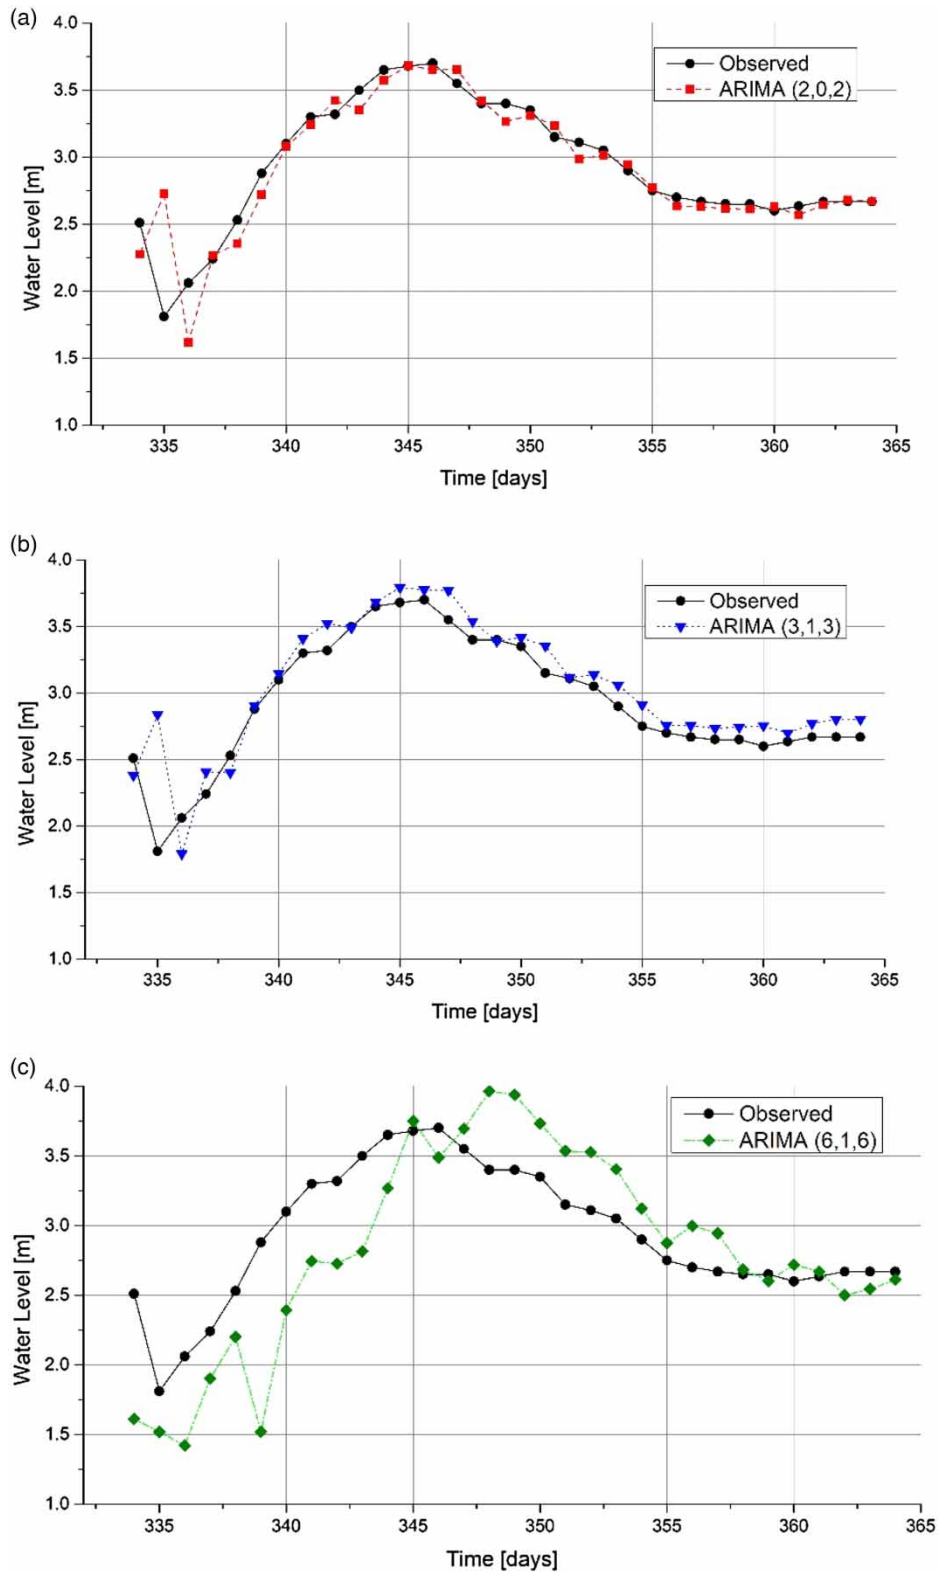 (a)
4.0
3.5
3.0
2.5
2.0
1.5
1.0
Water Level [m]
Observed
ARIMA (2,0,2)
335 340 345 350 355 360 365
Time [days]
(b)
4.0
3.5
3.0
2.5
2.0
1.5
1.0
Water Level [m]
Observed
ARIMA (3,1,3)
335 340 345 350 355 360 365
Time [days]
(c)
4.0
3.5
3.0
2.5
2.0
1.5
1.0
Water Level [m]
Observed
ARIMA (6,1,6)
335 340 345 350 355 360 365
Time [days]